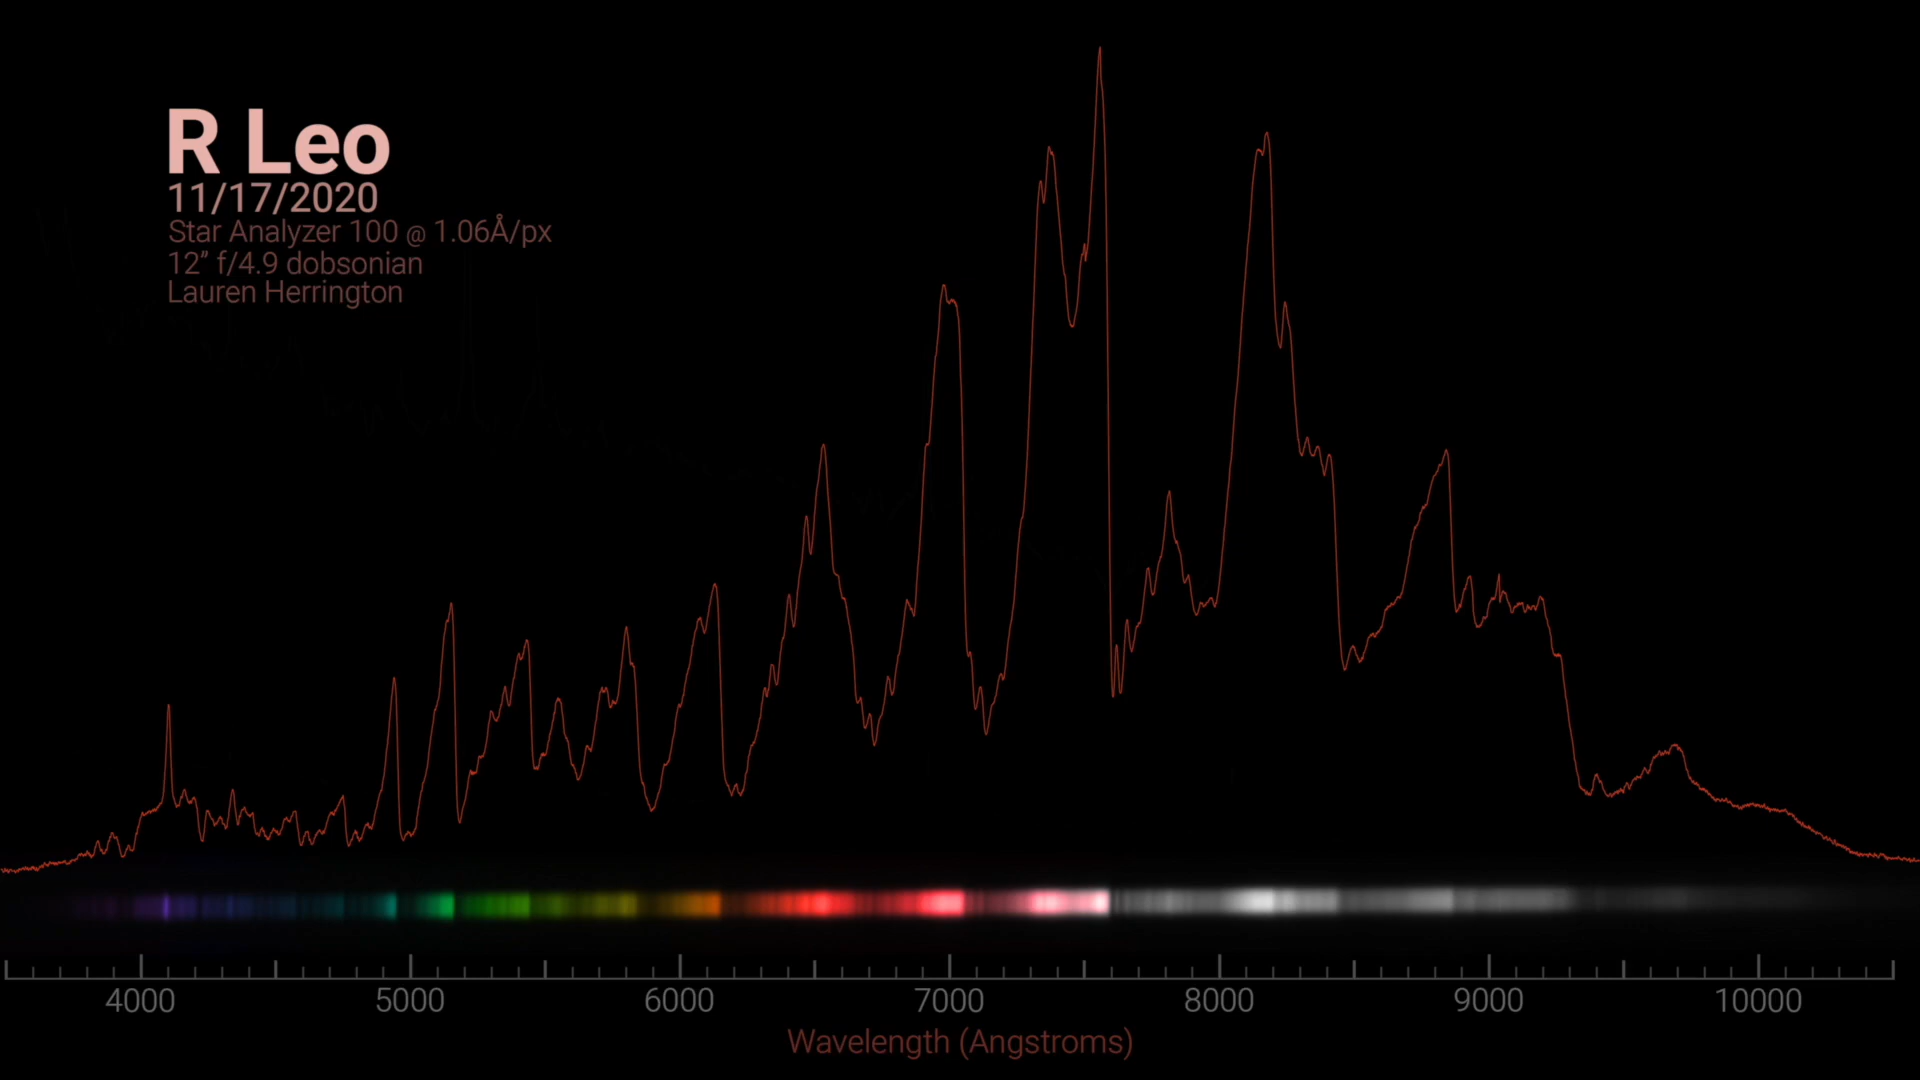 R Leo
11/17/2020
Star Analyzer 100 @ 1.06Å/px
12” f/4.9 dobsonian
Lauren Herrington
4000 5000 6000 7000 8000 9000 10000
Wavelength (Angstroms)